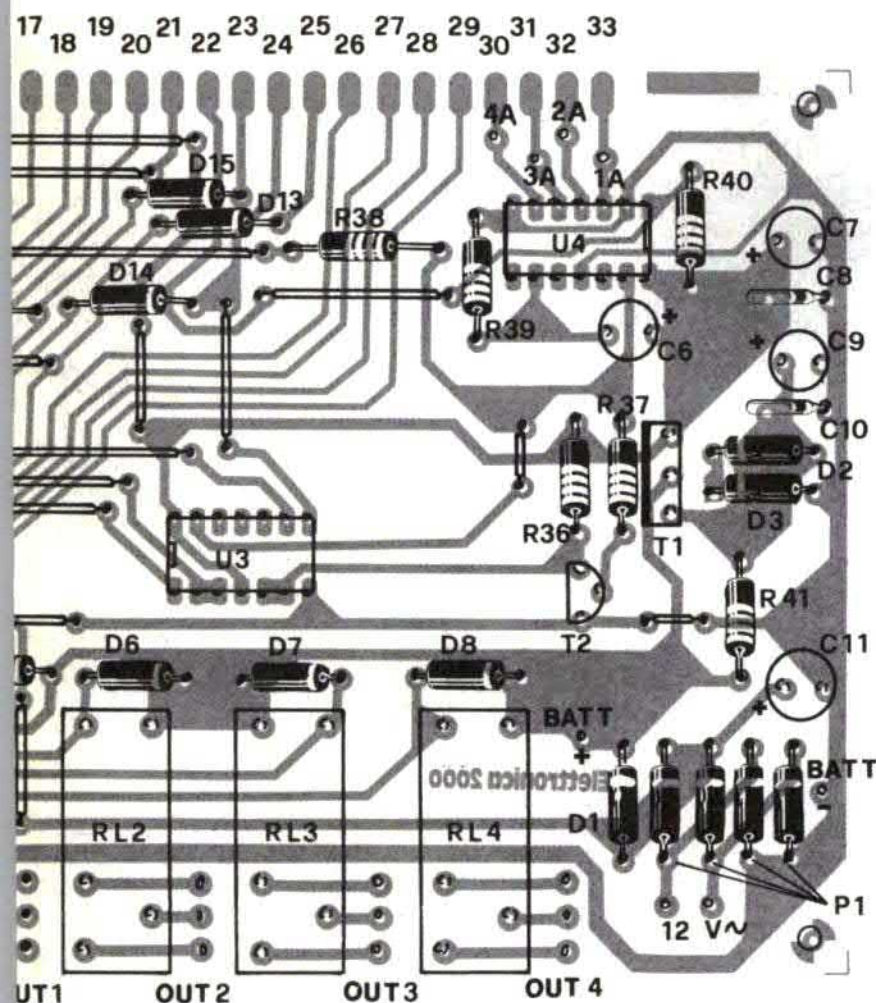 17 18 19 20 21 22 23 24 25 26 27 28 29 30 31 32 33
4A 2A
3A 1A
D15
D13
R38
R40
U4
C7
D14
C8
R39
C6
C9
R37
C10
D2
R36
T1
D3
U3
T2
R41
D6 D7 D8
C11
BATT
+
Elettronica 2000
BATT
-
D1
RL2 RL3 RL4
P1
12 V~
UT1 OUT 2 OUT3 OUT 4